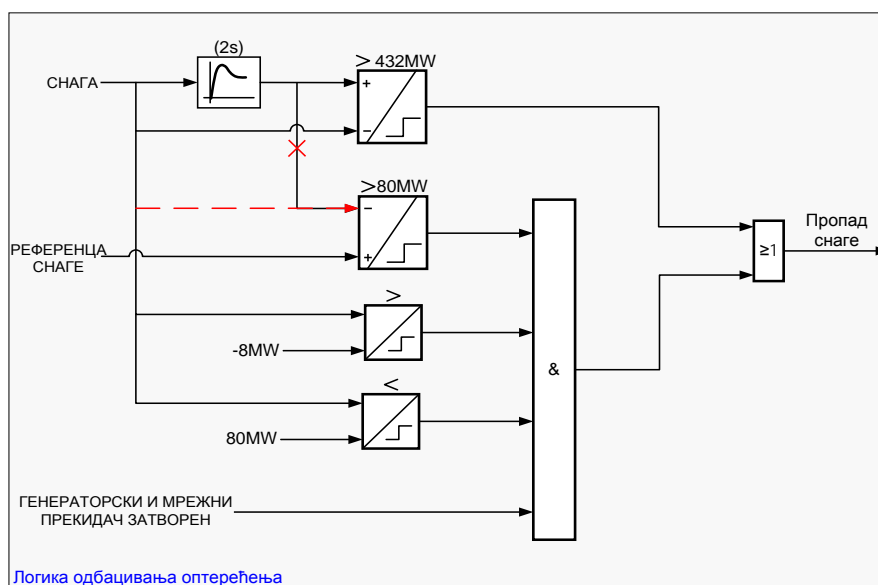 (2s)
> 432MW
СНАГА
+
−
>80MW
−
Пропад
снаге
РЕФЕРЕНЦА
СНАГЕ
+
≥1
>
-8MW
&
<
80MW
ГЕНЕРАТОРСКИ И МРЕЖНИ
ПРЕКИДАЧ ЗАТВОРЕН
Логика одбацивања оптерећења